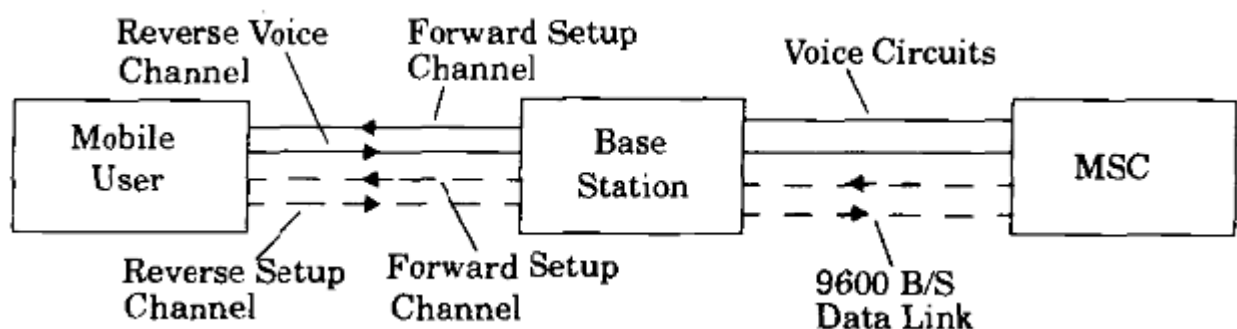 Reverse Voice
Channel
Forward Setup
Channel
Voice Circuits
Mobile
User
Base
Station
MSC
Reverse Setup
Channel
Forward Setup
Channel
9600 B/S
Data Link